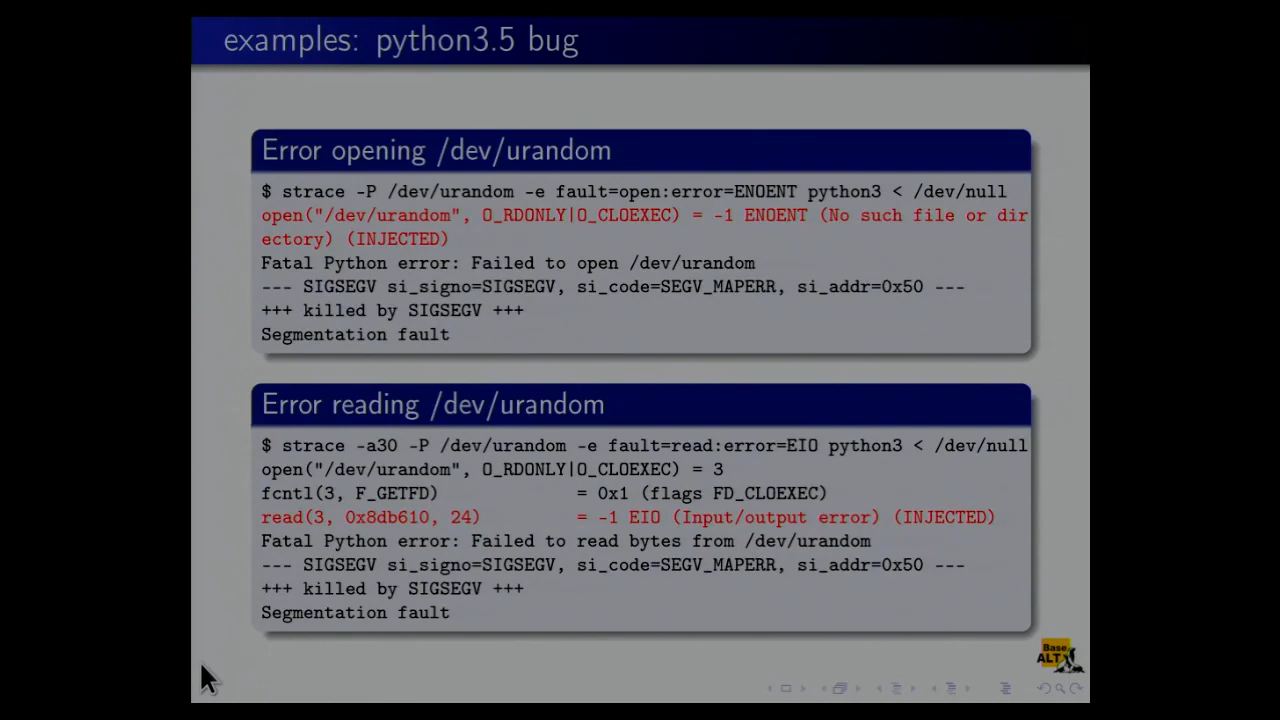 examples: python3.5 bug
Error opening /dev/urandom
$ strace -P /dev/urandom -e fault=open:error=ENOENT python3 < /dev/null
open("/dev/urandom", O_RDONLY|O_CLOEXEC) = -1 ENOENT (No such file or dir
ectory) (INJECTED)
Fatal Python error: Failed to open /dev/urandom
--- SIGSEGV si_signo=SIGSEGV, si_code=SEGV_MAPERR, si_addr=0x50 ---
+++ killed by SIGSEGV +++
Segmentation fault
Error reading /dev/urandom
$ strace -a30 -P /dev/urandom -e fault=read:error=EIO python3 < /dev/null
open("/dev/urandom", O_RDONLY|O_CLOEXEC) = 3
fcntl(3, F_GETFD) = 0x1 (flags FD_CLOEXEC)
read(3, 0x8db610, 24) = -1 EIO (Input/output error) (INJECTED)
Fatal Python error: Failed to read bytes from /dev/urandom
--- SIGSEGV si_signo=SIGSEGV, si_code=SEGV_MAPERR, si_addr=0x50 ---
+++ killed by SIGSEGV +++
Segmentation fault
Base
ALT